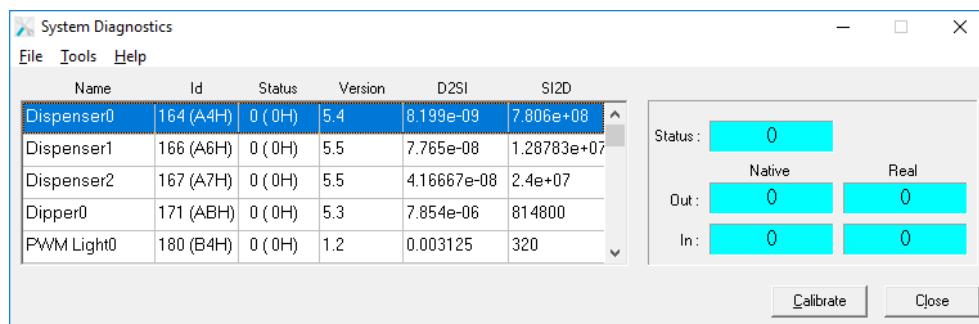 System Diagnostics
File Tools Help
Name Id Status Version D2SI SI2D
Dispenser0 164 (A4H) 0 ( 0H) 5.4 8.199e-09 7.806e+08
Dispenser1 166 (A6H) 0 ( 0H) 5.5 7.765e-08 1.28783e+07
Dispenser2 167 (A7H) 0 ( 0H) 5.5 4.16667e-08 2.4e+07
Dipper0 171 (ABH) 0 ( 0H) 5.3 7.854e-06 814800
PWM Light0 180 (B4H) 0 ( 0H) 1.2 0.003125 320
Status : 0
Native Real
Out : 0 0
In : 0 0
Calibrate Close